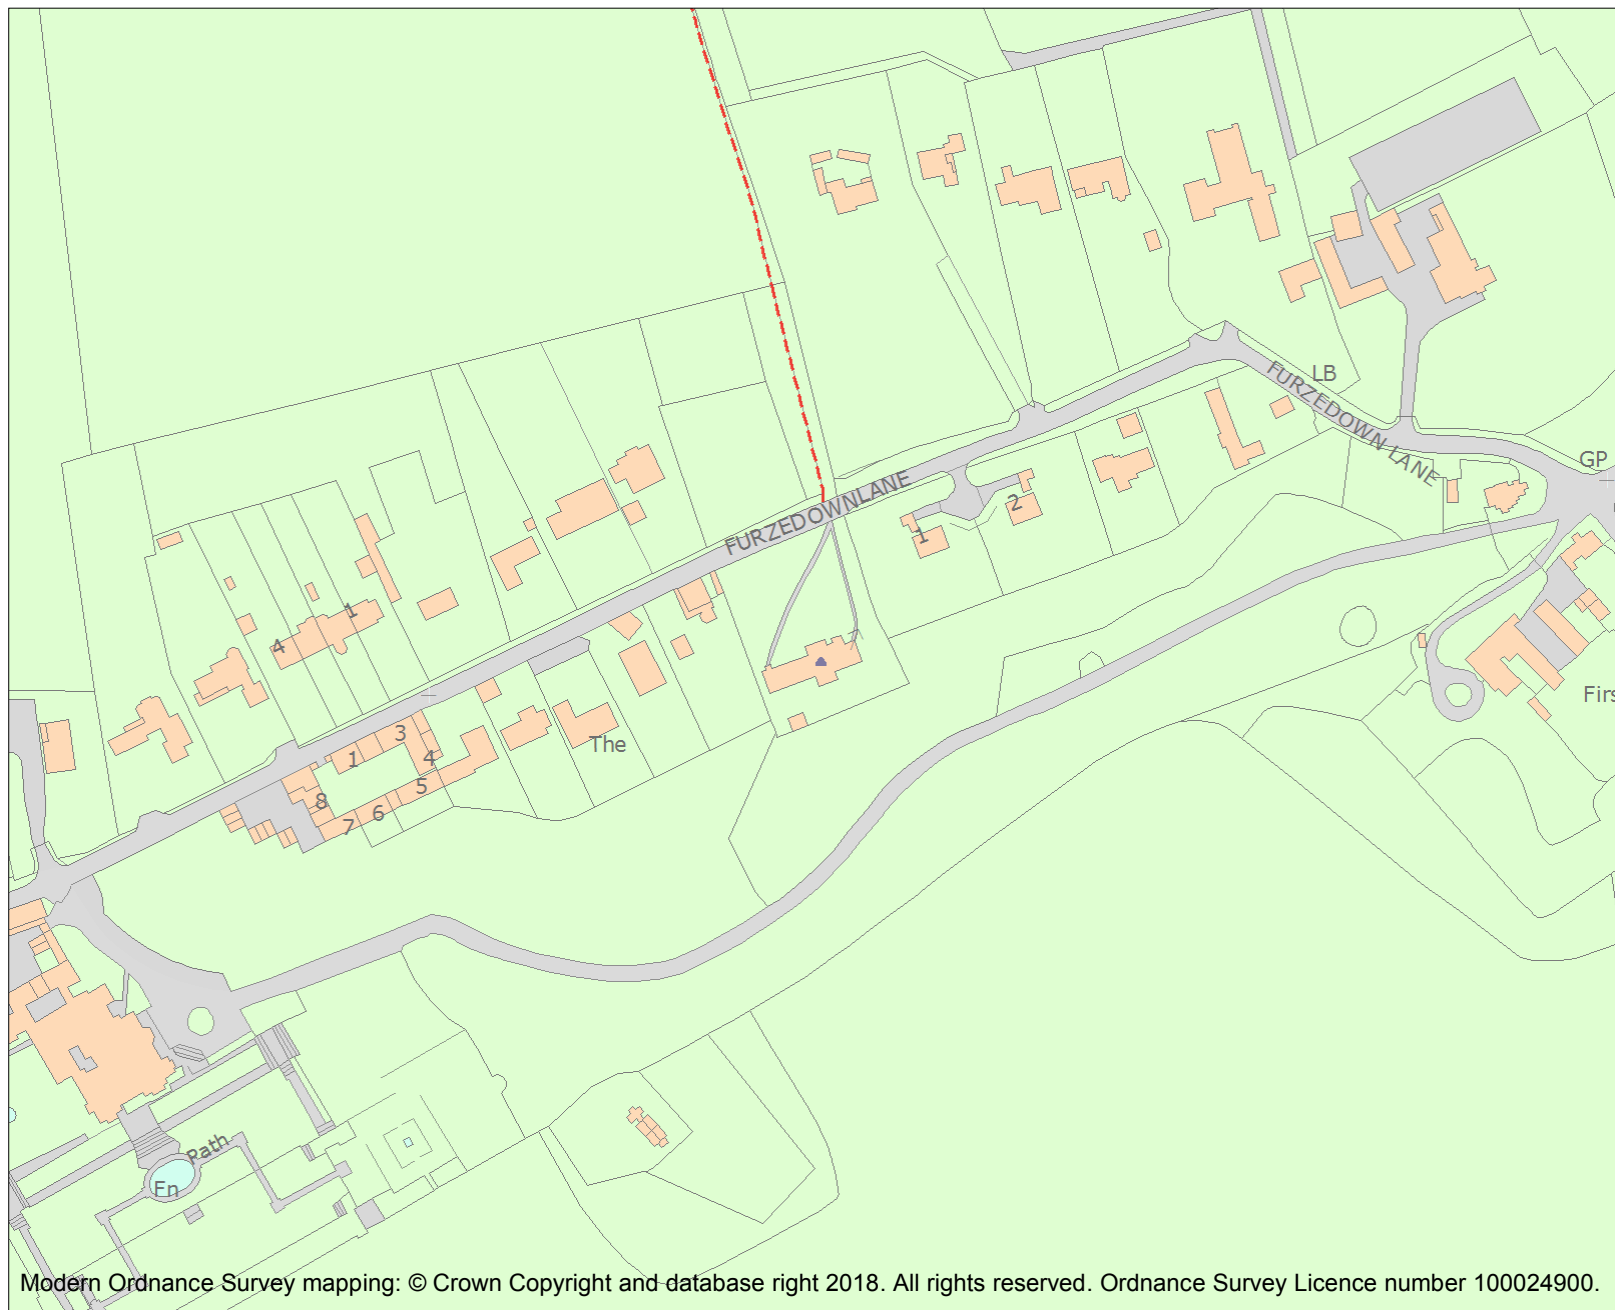 LB
FURZEDOWN LANE
GP
FURZEDOWNLANE
2
1
1
4
Firs
3
The
1
4
5
8
6
7
Path
Fn
Modern Ordnance Survey mapping: © Crown Copyright and database right 2018. All rights reserved. Ordnance Survey Licence number 100024900.